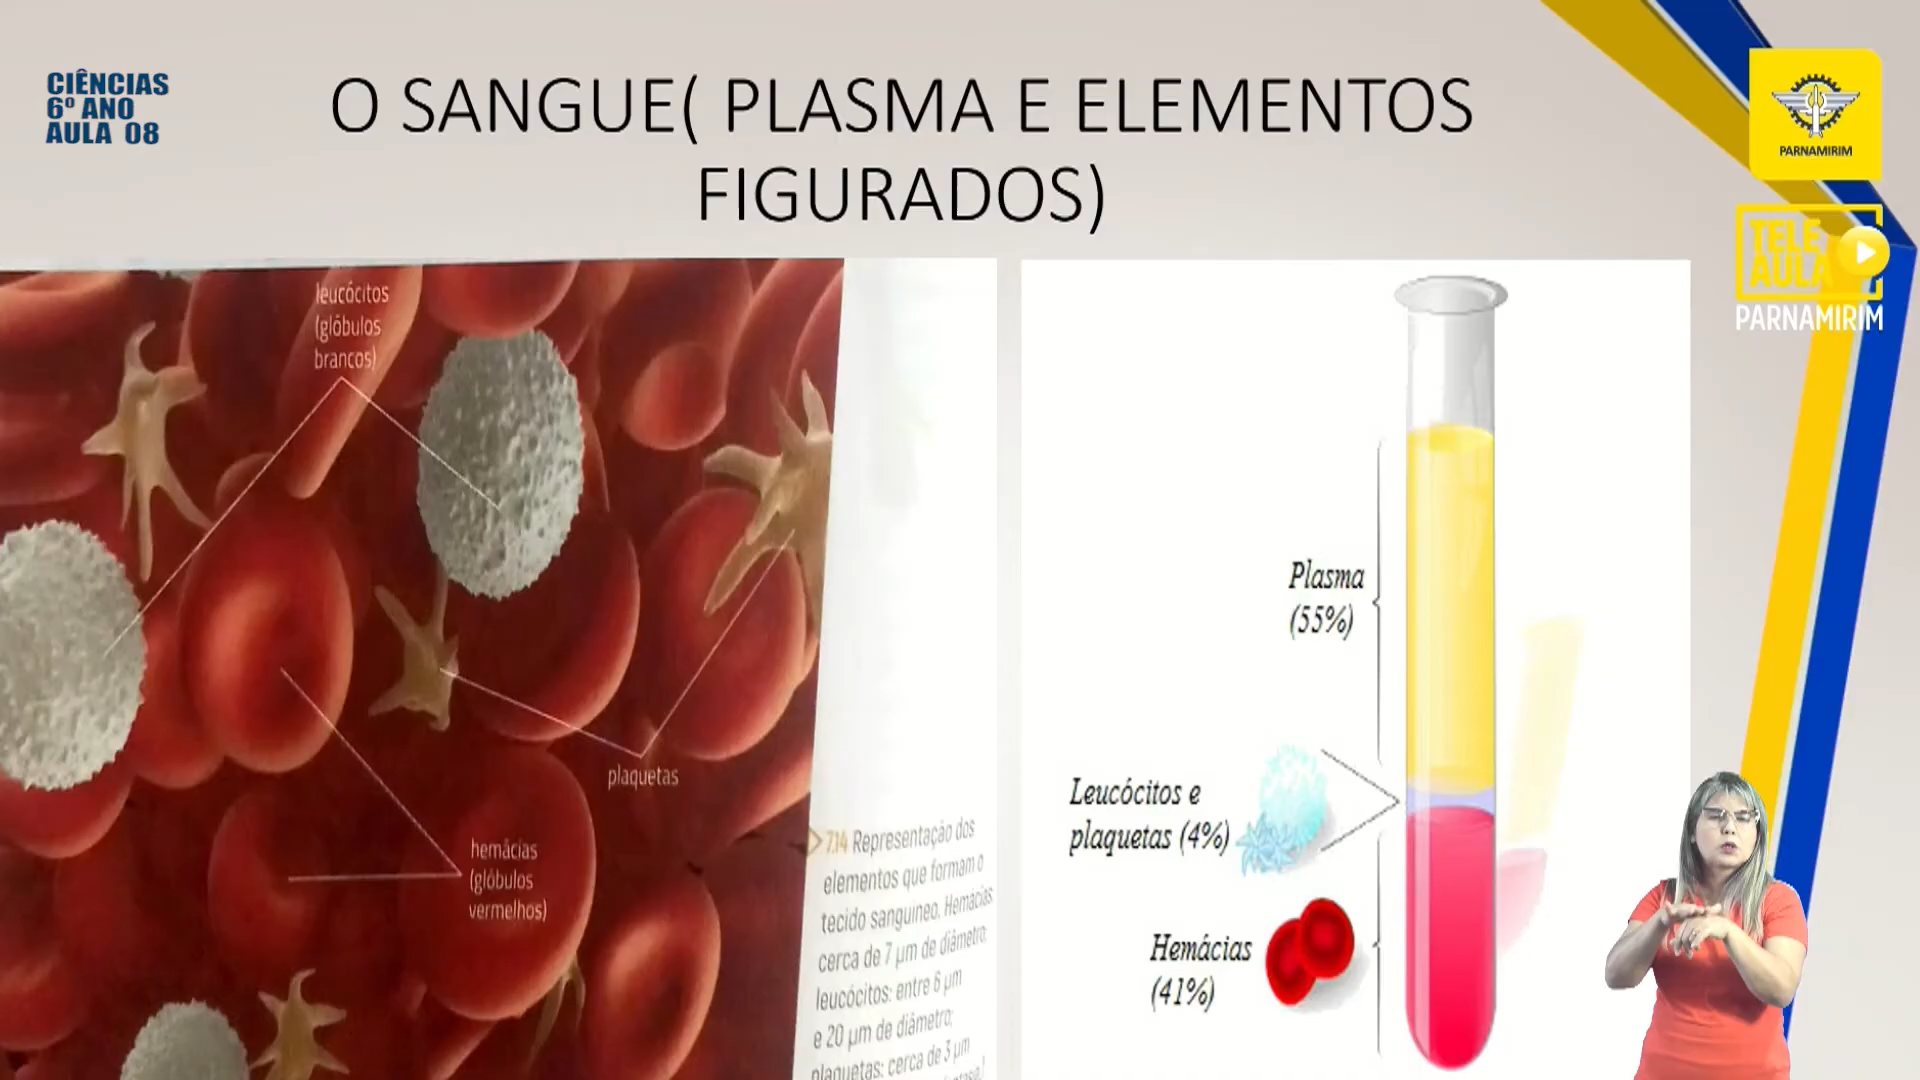 CIÊNCIAS
6º ANO
AULA 08
O SANGUE( PLASMA E ELEMENTOS
FIGURADOS)
PARNAMIRIM
TELE
AULA
PARNAMIRIM
leucócitos
(glóbulos
brancos)
plaquetas
hemácias
(glóbulos
vermelhos)
7.14 Representação dos
elementos que formam o
tecido sanguíneo. Hemácias:
cerca de 7 µm de diâmetro;
leucócitos: entre 6 µm
e 20 µm de diâmetro;
plaquetas: cerca de 3 µm
Plasma
(55%)
Leucócitos e
plaquetas (4%)
Hemácias
(41%)